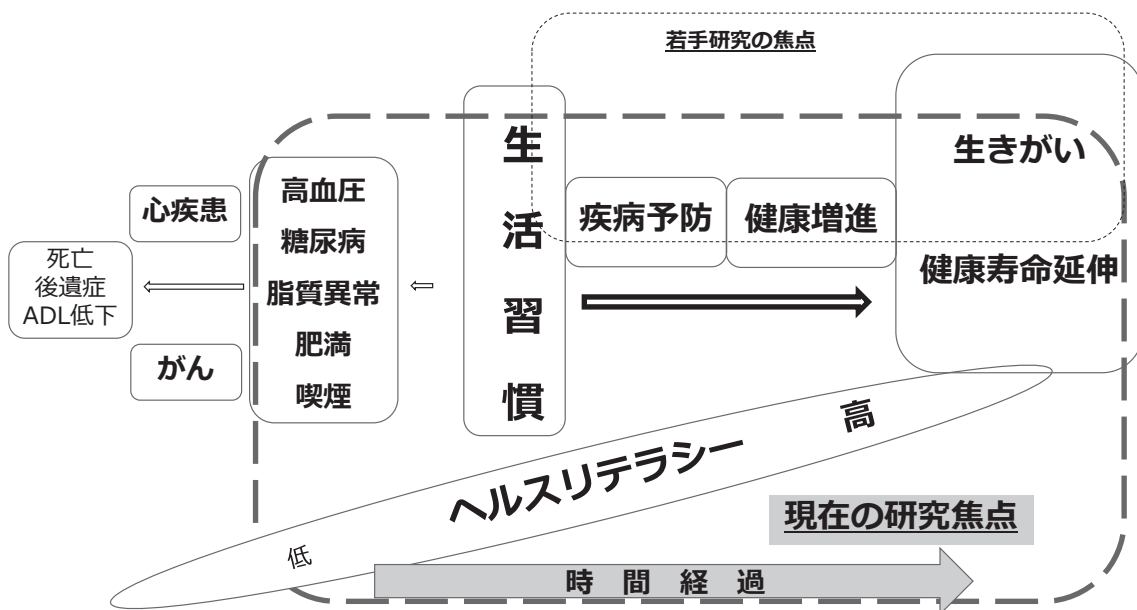 若手研究の焦点
生きがい
健康寿命延伸
疾病予防
健康増進
生活習慣
高血圧
糖尿病
脂質異常
肥満
喫煙
心疾患
がん
死亡
後遺症
ADL低下
ヘルスリテラシー
高
低
現在の研究焦点
時間経過